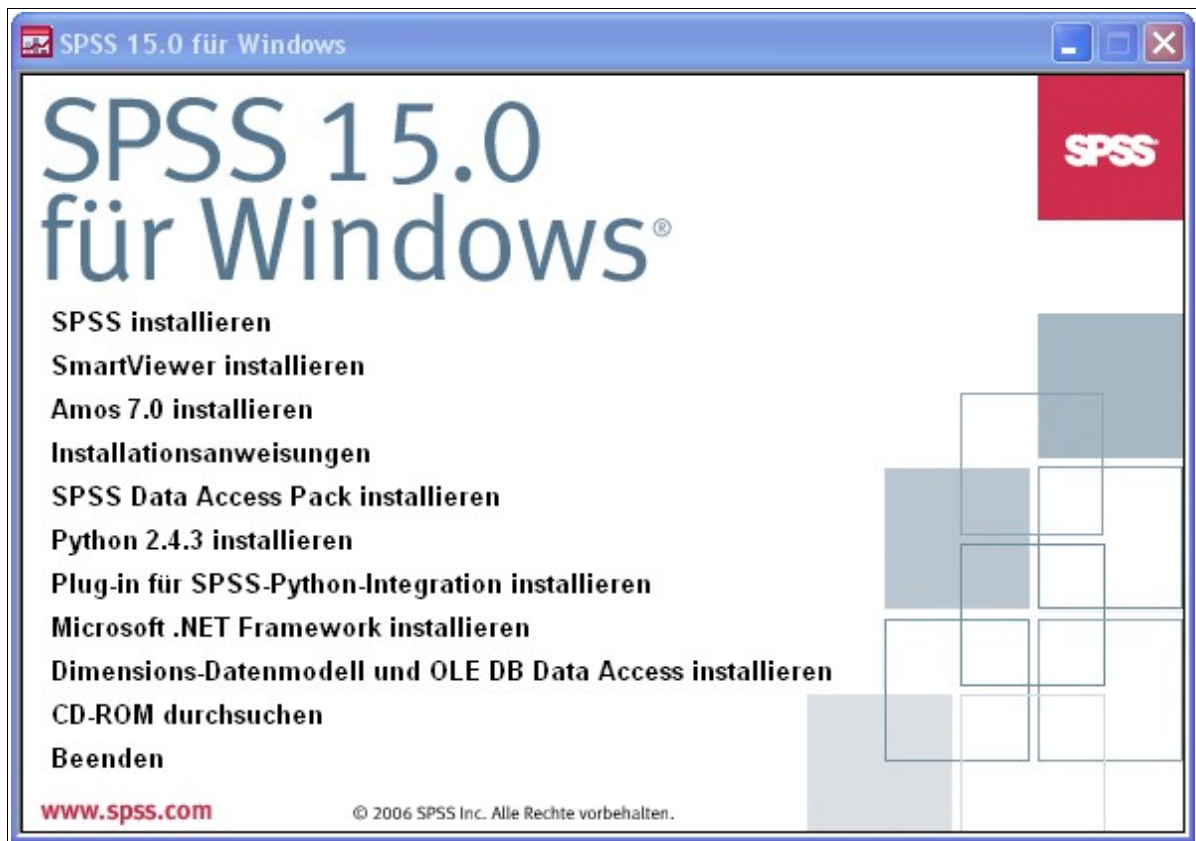 SPSS 15.0 für Windows
SPSS 15.0
für Windows®
SPSS
SPSS installieren
SmartViewer installieren
Amos 7.0 installieren
Installationsanweisungen
SPSS Data Access Pack installieren
Python 2.4.3 installieren
Plug-in für SPSS-Python-Integration installieren
Microsoft .NET Framework installieren
Dimensions-Datenmodell und OLE DB Data Access installieren
CD-ROM durchsuchen
Beenden
www.spss.com © 2006 SPSS Inc. Alle Rechte vorbehalten.